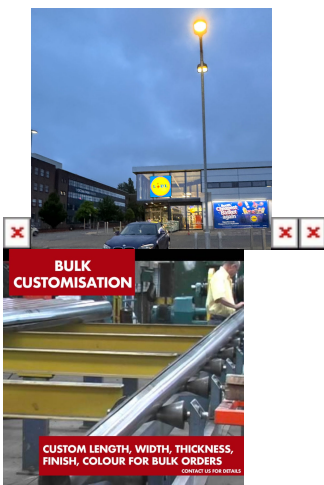 LIDL
BULK
CUSTOMISATION
CUSTOM LENGTH, WIDTH, THICKNESS,
FINISH, COLOUR FOR BULK ORDERS
CONTACT US FOR DETAILS